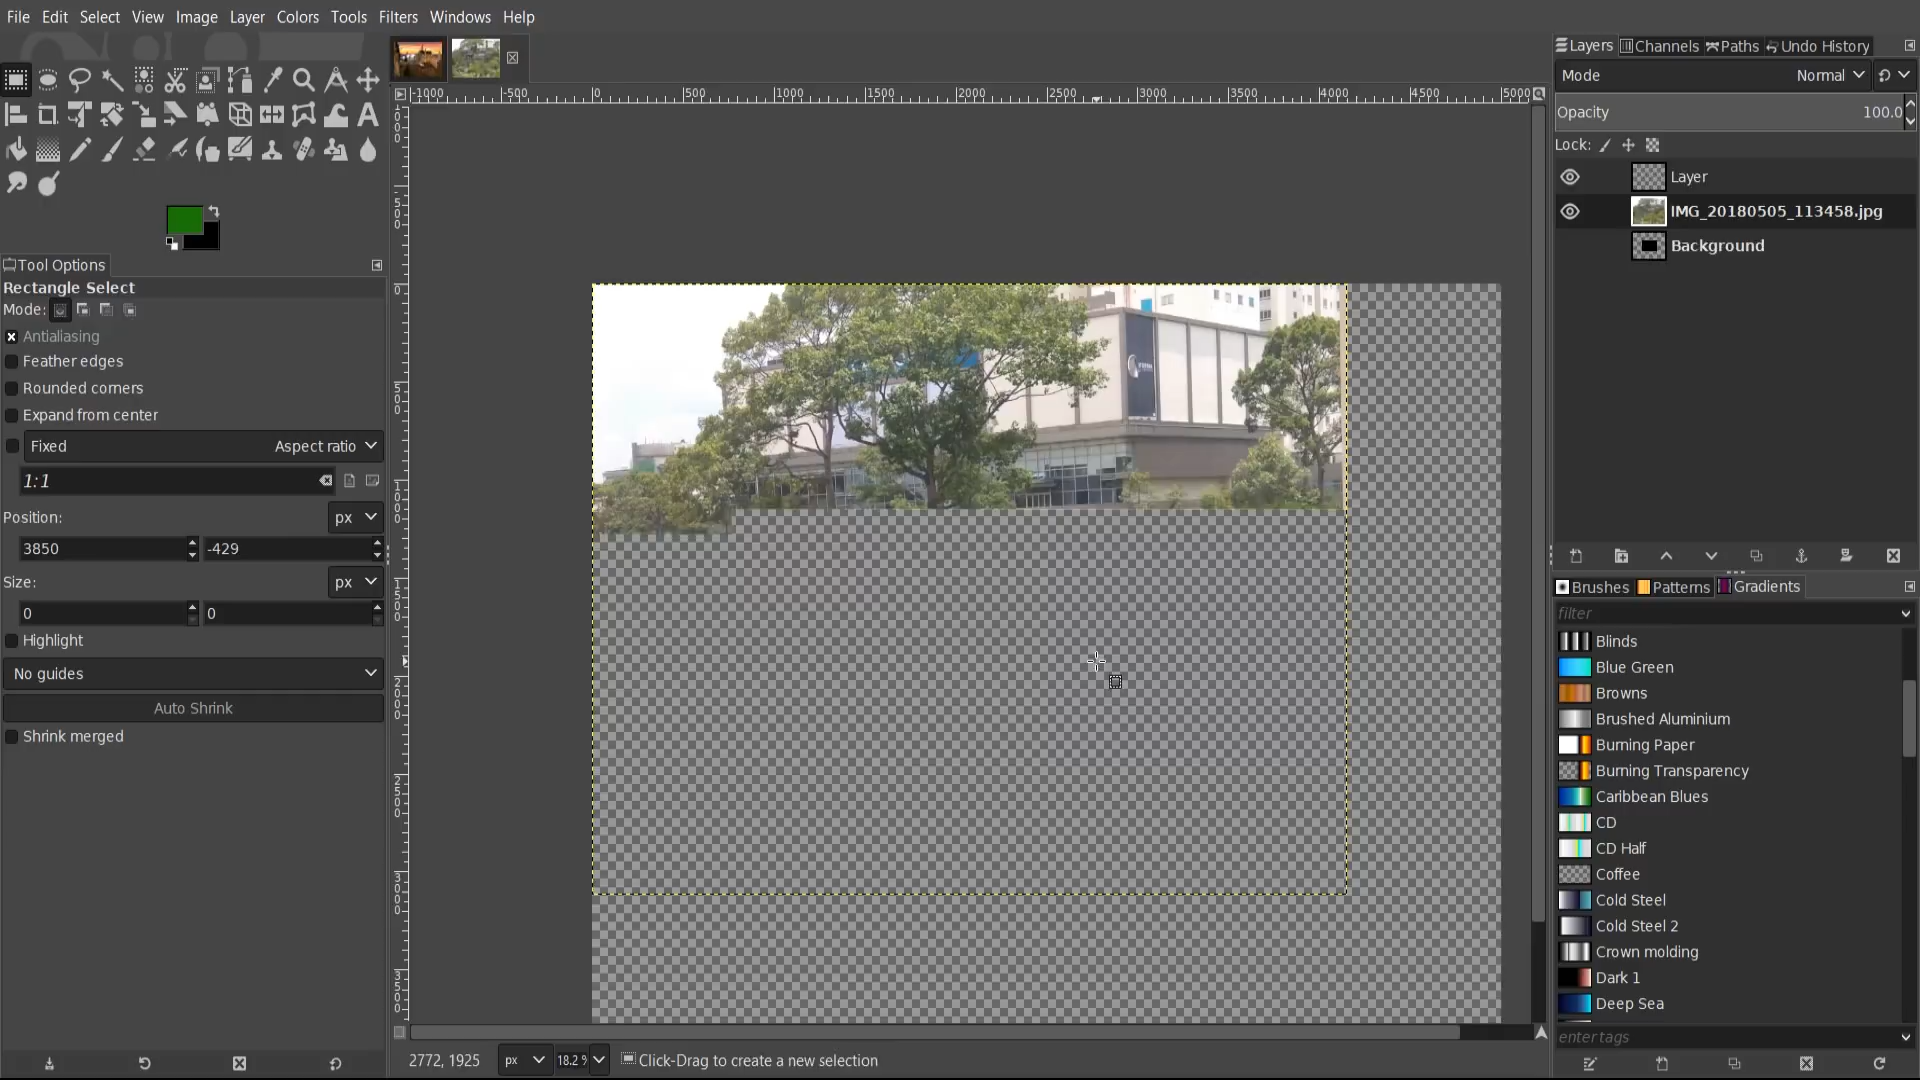 File Edit Select View Image Layer Colors Tools Filters Windows Help
Layers Channels Paths Undo History
Mode Normal
Opacity 100.0
Lock:
Layer
IMG_20180505_113458.jpg
Background
-1000 -500 0 500 1000 1500 2000 2500 3000 3500 4000 4500 5000
Tool Options
Rectangle Select
Mode:
Antialiasing
Feather edges
Rounded corners
Expand from center
Fixed Aspect ratio
1:1
Position: px
3850 -429
Size: px
0 0
Highlight
No guides
Auto Shrink
Shrink merged
Brushes Patterns Gradients
filter
Blinds
Blue Green
Browns
Brushed Aluminium
Burning Paper
Burning Transparency
Caribbean Blues
CD
CD Half
Coffee
Cold Steel
Cold Steel 2
Crown molding
Dark 1
Deep Sea
enter tags
2772, 1925 px 18.2 % Click-Drag to create a new selection